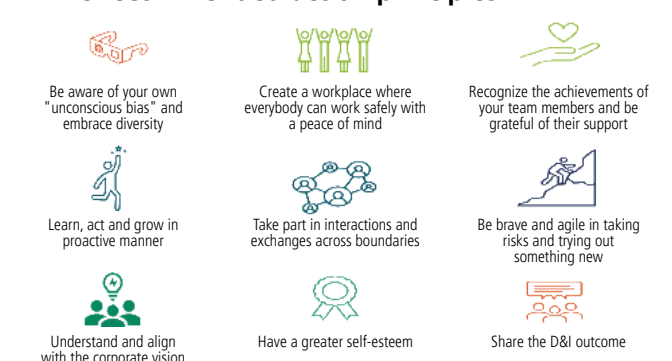 Be aware of your own
"unconscious bias" and
embrace diversity
Create a workplace where
everybody can work safely with
a peace of mind
Recognize the achievements of
your team members and be
grateful of their support
Learn, act and grow in
proactive manner
Take part in interactions and
exchanges across boundaries
Be brave and agile in taking
risks and trying out
something new
Understand and align
with the corporate vision
Have a greater self-esteem
Share the D&I outcome